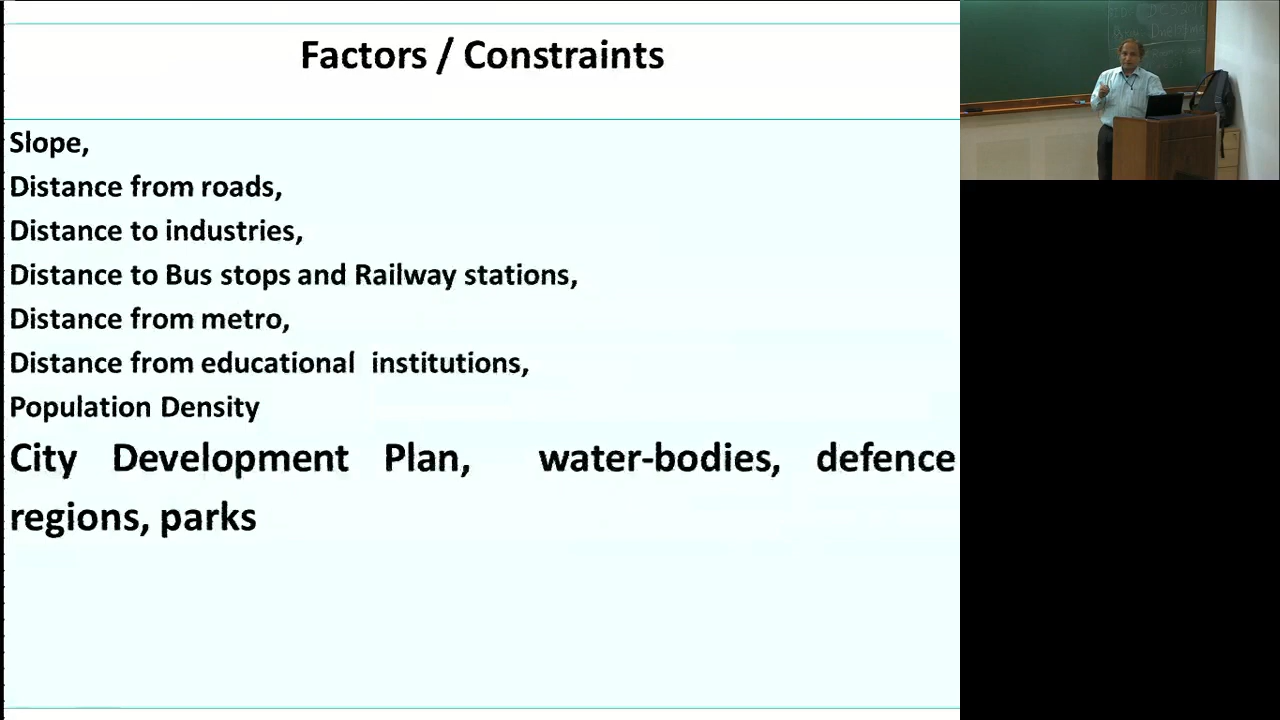 Factors / Constraints
Slope,
Distance from roads,
Distance to industries,
Distance to Bus stops and Railway stations,
Distance from metro,
Distance from educational institutions,
Population Density
City Development Plan, water-bodies, defence
regions, parks